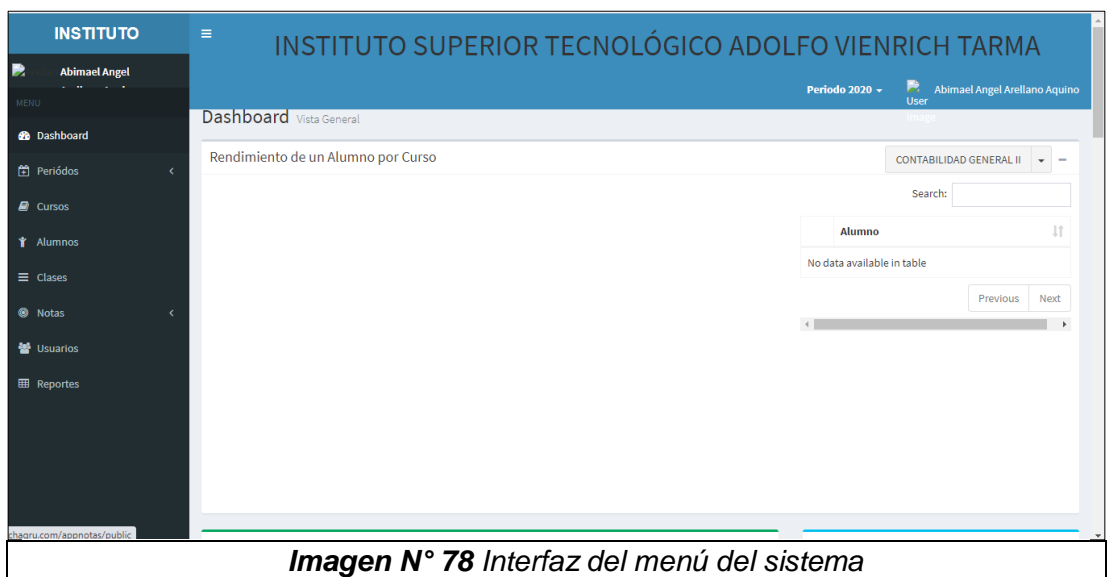 INSTITUTO
INSTITUTO SUPERIOR TECNOLÓGICO ADOLFO VIENRICH TARMA
Abimael Angel
Periodo 2020
User
Image
Abimael Angel Arellano Aquino
MENU
Dashboard Vista General
Dashboard
Periódos
Cursos
Alumnos
Clases
Notas
Usuarios
Reportes
Rendimiento de un Alumno por Curso
CONTABILIDAD GENERAL II
Search:
Alumno
No data available in table
Previous Next
chagru.com/appnotas/public
Imagen N° 78 Interfaz del menú del sistema